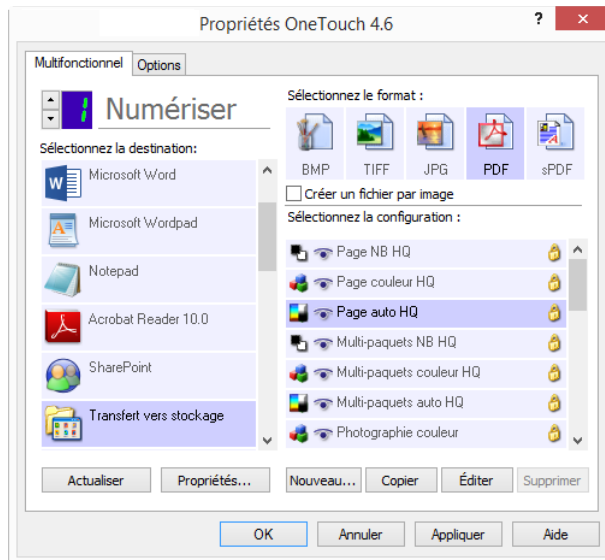 Propriétés OneTouch 4.6
?
×
Multifonctionnel
Options
1
Numériser
Sélectionnez la destination:
Microsoft Word
Microsoft Wordpad
Notepad
Acrobat Reader 10.0
SharePoint
Transfert vers stockage
Actualiser
Propriétés...
Sélectionnez le format :
BMP
TIFF
JPG
PDF
sPDF
Créer un fichier par image
Sélectionnez la configuration :
Page NB HQ
Page couleur HQ
Page auto HQ
Multi-paquets NB HQ
Multi-paquets couleur HQ
Multi-paquets auto HQ
Photographie couleur
Nouveau...
Copier
Éditer
Supprimer
OK
Annuler
Appliquer
Aide